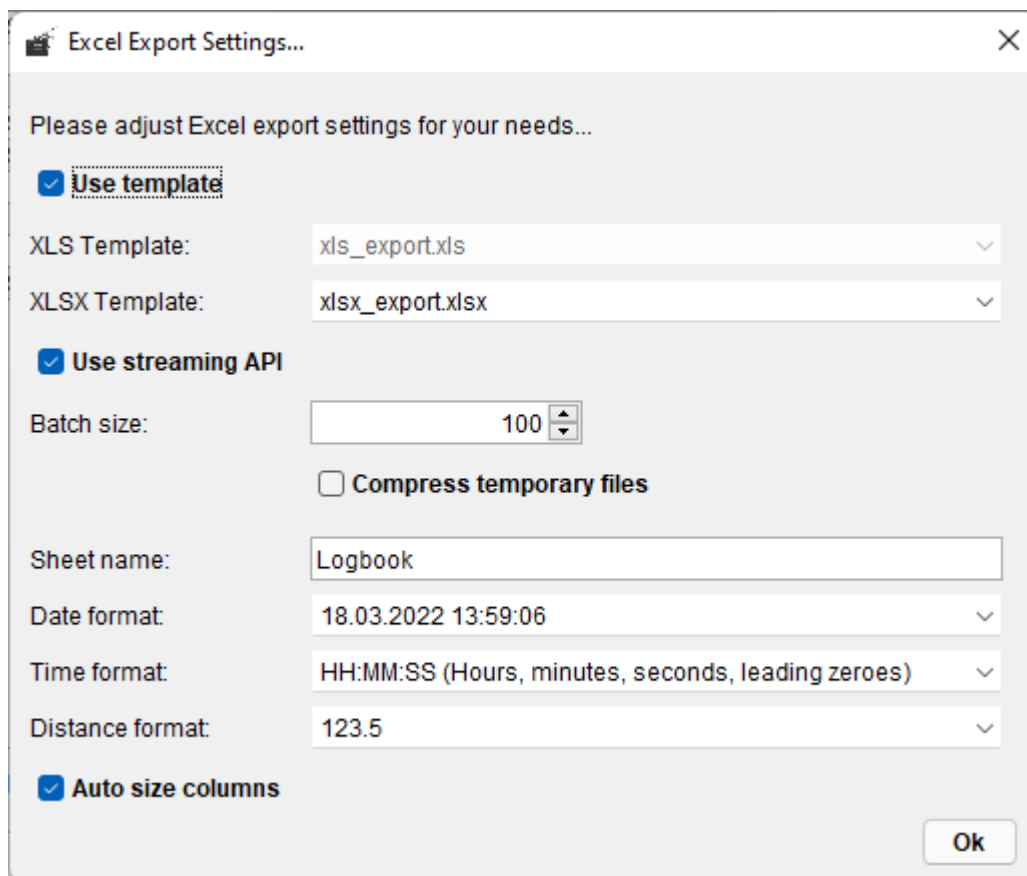 Excel Export Settings...
Please adjust Excel export settings for your needs...
Use template
XLS Template: xls_export.xls
XLSX Template: xlsx_export.xlsx
Use streaming API
Batch size: 100
Compress temporary files
Sheet name: Logbook
Date format: 18.03.2022 13:59:06
Time format: HH:MM:SS (Hours, minutes, seconds, leading zeroes)
Distance format: 123.5
Auto size columns
Ok